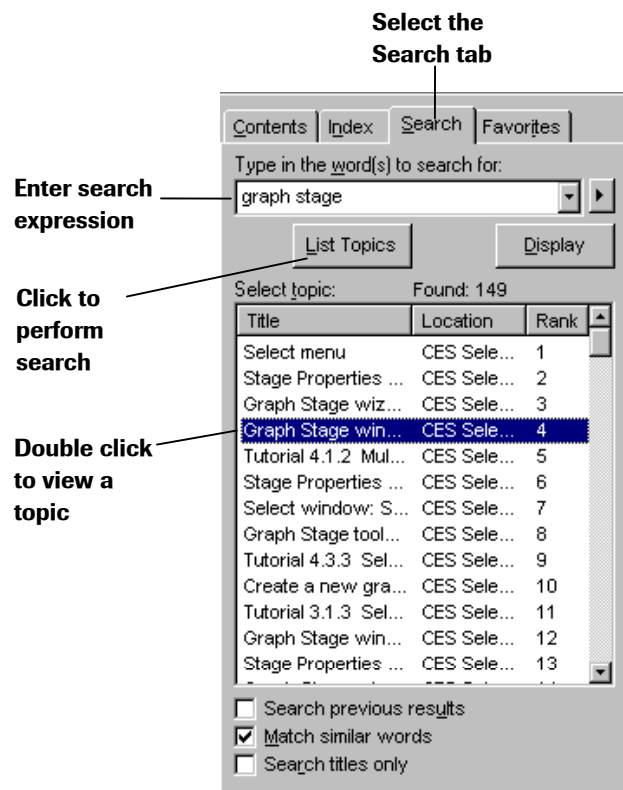 Select the
Search tab
Contents Index Search Favorites
Type in the word(s) to search for:
Enter search
expression
graph stage
List Topics Display
Click to
perform
search
Select topic: Found: 149
Title Location Rank
Select menu CES Sele... 1
Stage Properties ... CES Sele... 2
Graph Stage wiz... CES Sele... 3
Graph Stage win... CES Sele... 4
Double click
to view a
topic
Tutorial 4.1.2 Mul... CES Sele... 5
Stage Properties ... CES Sele... 6
Select window: S... CES Sele... 7
Graph Stage tool... CES Sele... 8
Tutorial 4.3.3 Sel... CES Sele... 9
Create a new gra... CES Sele... 10
Tutorial 3.1.3 Sel... CES Sele... 11
Graph Stage win... CES Sele... 12
Stage Properties ... CES Sele... 13
Search previous results
Match similar words
Search titles only